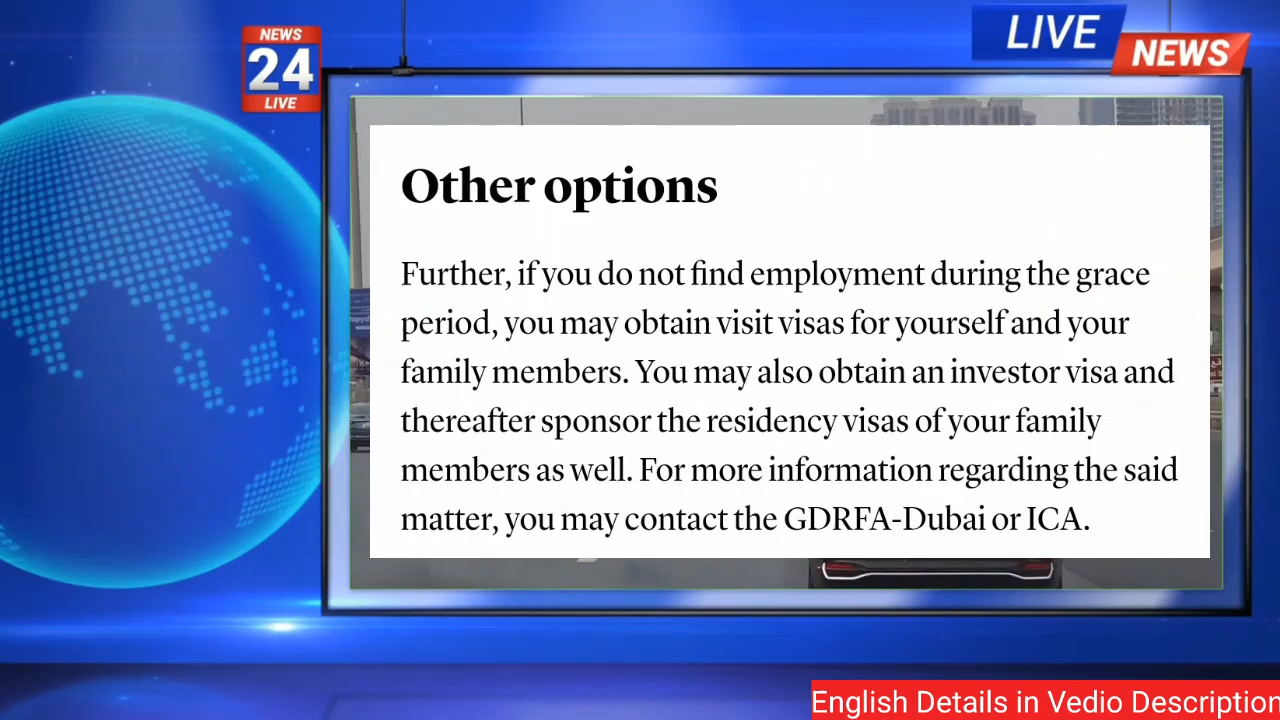 NEWS
24
LIVE
LIVE
NEWS
Other options
Further, if you do not find employment during the grace
period, you may obtain visit visas for yourself and your
family members. You may also obtain an investor visa and
thereafter sponsor the residency visas of your family
members as well. For more information regarding the said
matter, you may contact the GDRFA-Dubai or ICA.
English Details in Vedio Description